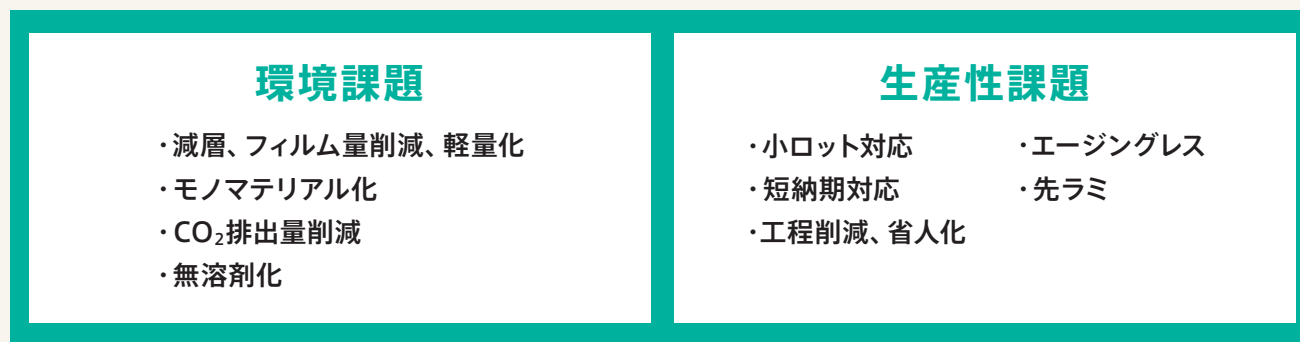 環境課題
・減層、フィルム量削減、軽量化
・モノマテリアル化
・CO₂排出量削減
・無溶剤化
生産性課題
・小ロット対応
・短納期対応
・工程削減、省人化
・エージングレス
・先ラミ